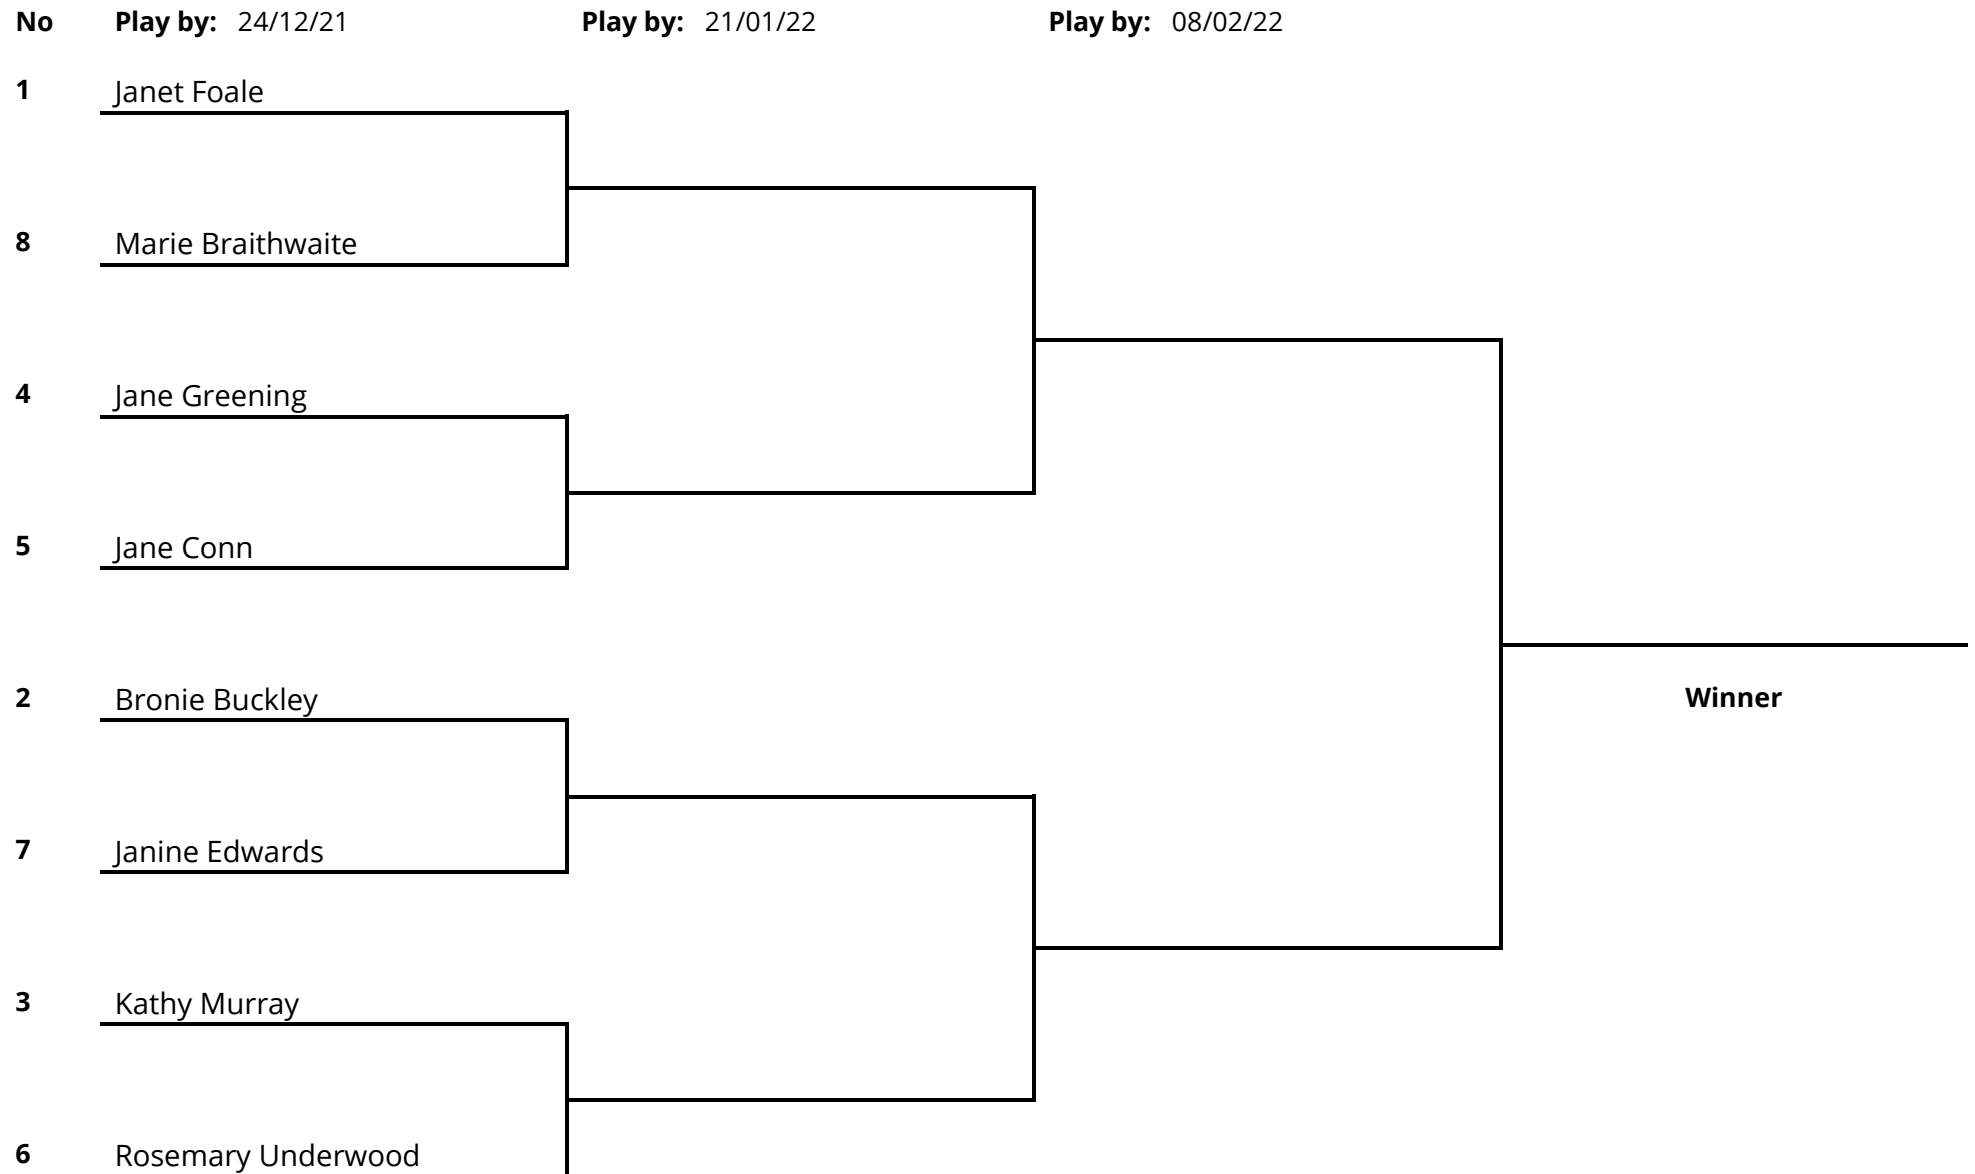 No Play by: 24/12/21 Play by: 21/01/22 Play by: 08/02/22
1 Janet Foale
8 Marie Braithwaite
4 Jane Greening
5 Jane Conn
2 Bronie Buckley
Winner
7 Janine Edwards
3 Kathy Murray
6 Rosemary Underwood